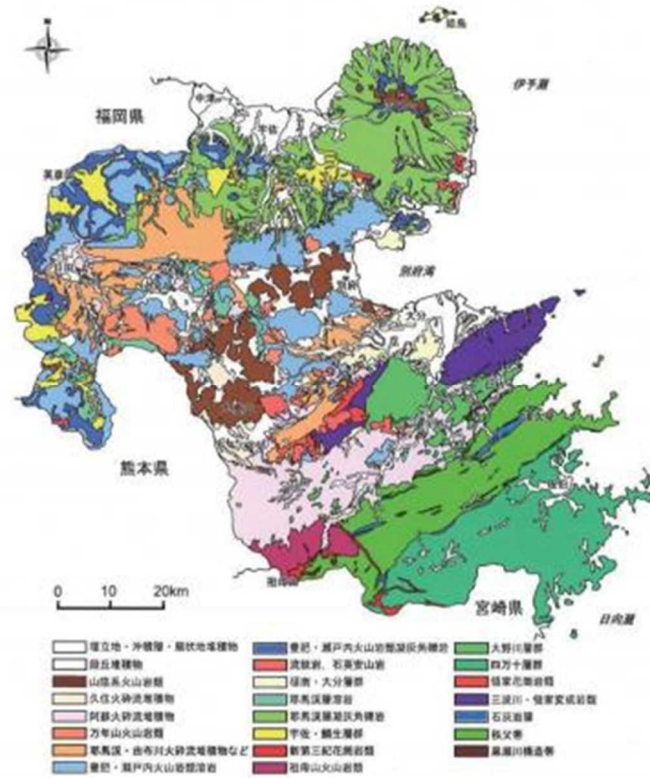 N
姫島
伊予灘
福岡県
中津
宇佐
別府湾
別府
大分
熊本県
0 10 20km
宮崎県
日向灘
埋立地・沖積層・扇状地堆積物
豊肥・瀬戸内火山岩類凝灰角礫岩
大野川層群
段丘堆積物
流紋岩、石英安山岩
四万十層群
山陰系火山岩類
碩南・大分層群
領家花崗岩類
久住火砕流堆積物
耶馬渓層溶岩
三波川・領家変成岩類
阿蘇火砕流堆積物
耶馬渓層凝灰角礫岩
石灰岩層
万年山火山岩類
宇佐・鯛生層群
秩父帯
耶馬渓・由布川火砕流堆積物など
新第三紀花崗岩類
黒瀬川構造帯
豊肥・瀬戸内火山岩類溶岩
祖母山火山岩類